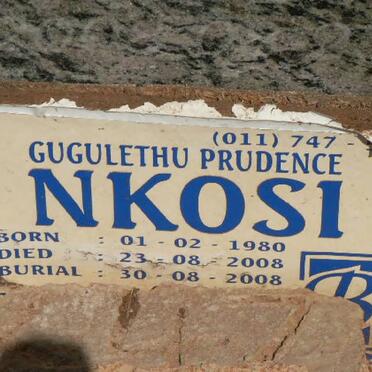 (011) 747 -
GUGULETHU PRUDENCE
NKOSI
BORN : 01 - 02 - 1980
DIED : 23 - 08 - 2008
BURIAL : 30 - 08 - 2008
B